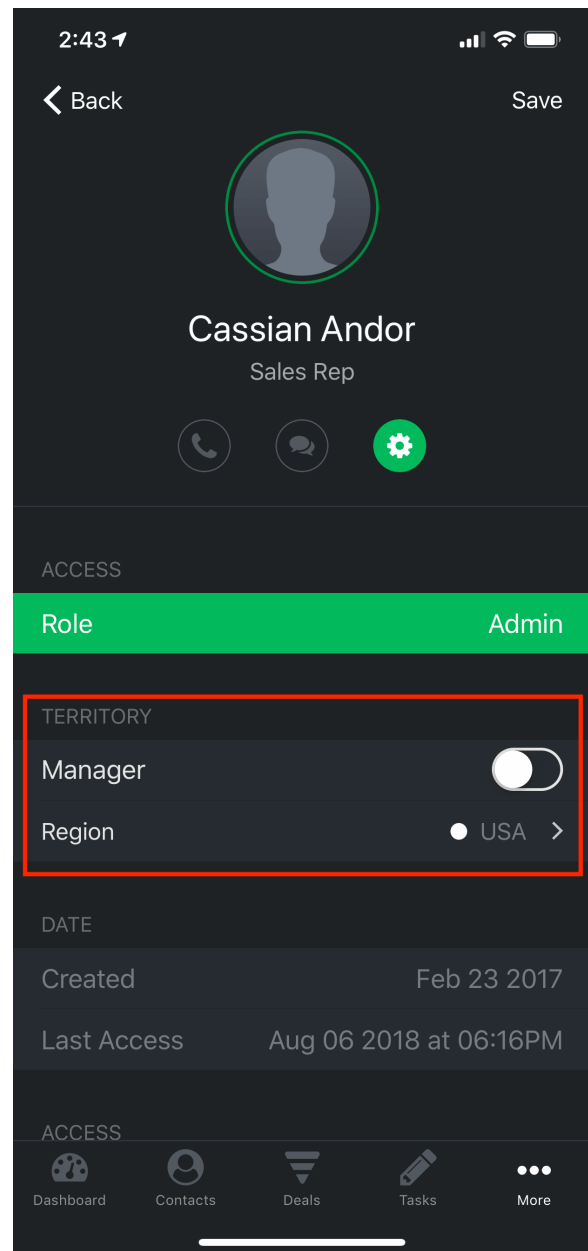 2:43
Back Save
Cassian Andor
Sales Rep
ACCESS
Role Admin
TERRITORY
Manager
Region USA
DATE
Created Feb 23 2017
Last Access Aug 06 2018 at 06:16PM
ACCESS
Dashboard Contacts Deals Tasks More